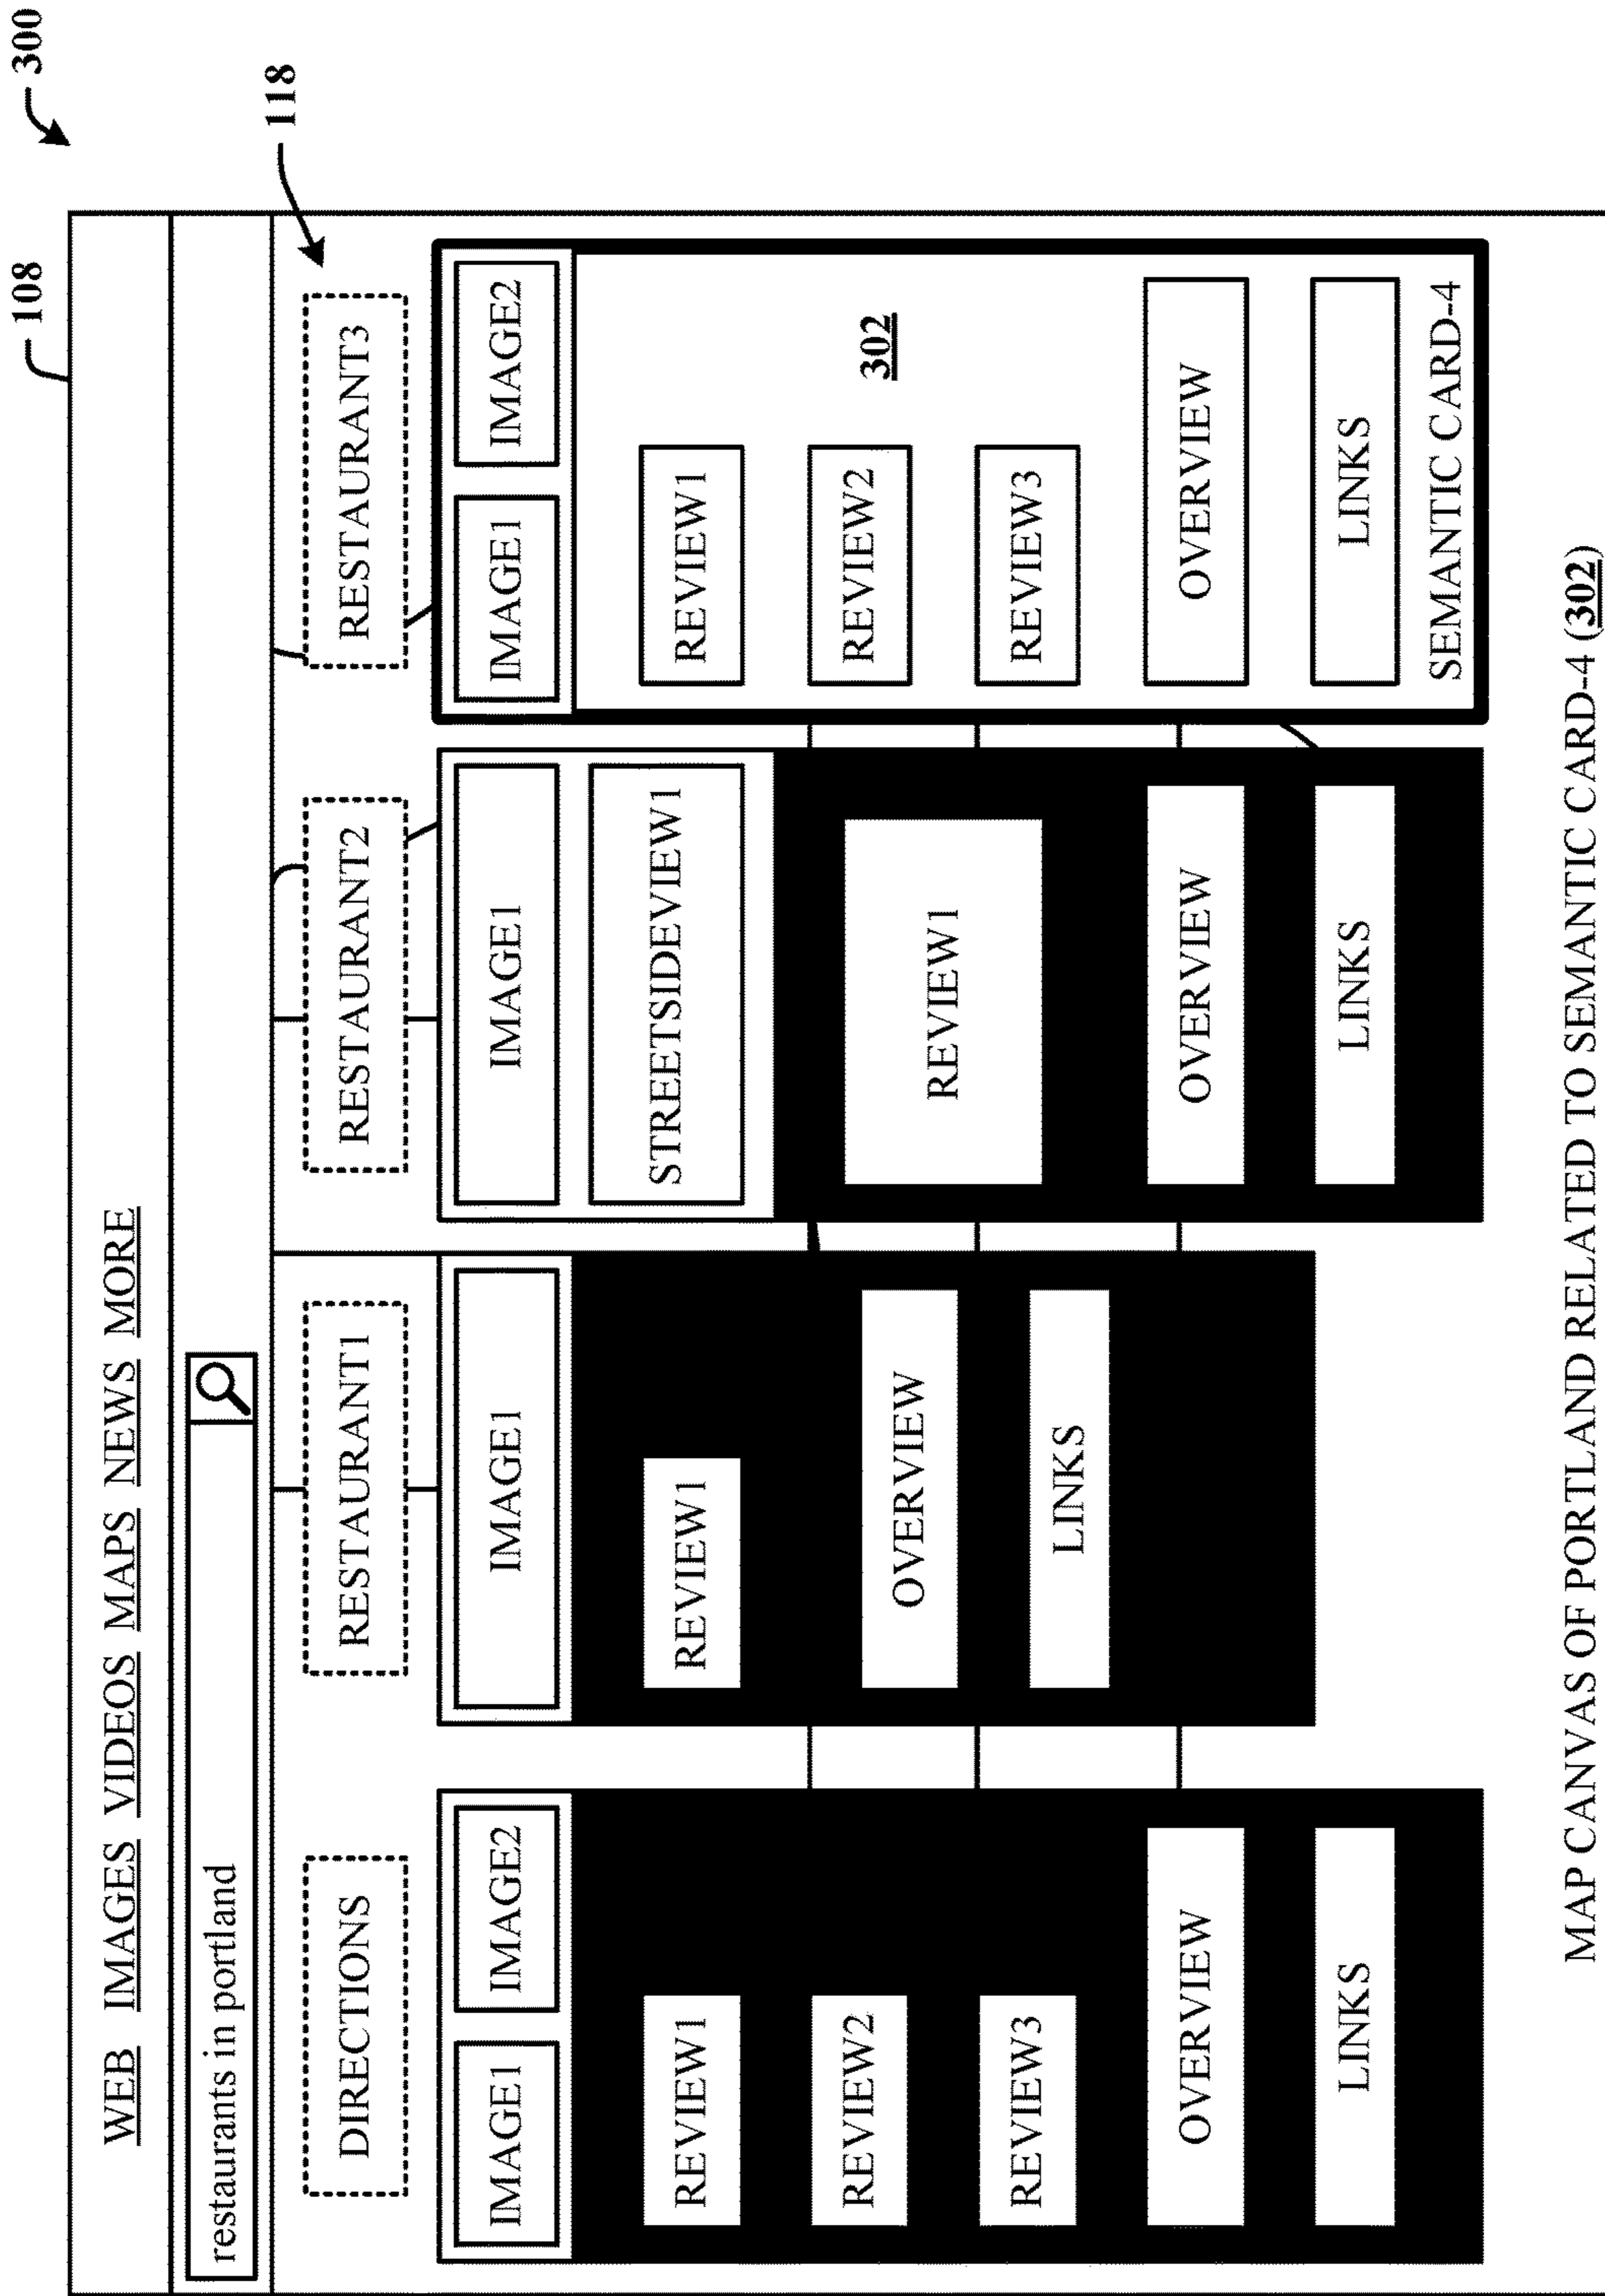 300
108
WEB IMAGES VIDEOS MAPS NEWS MORE
restaurants in portland
118
DIRECTIONS
RESTAURANT1
RESTAURANT2
RESTAURANT3
IMAGE1
IMAGE2
REVIEW1
REVIEW2
REVIEW3
OVERVIEW
LINKS
IMAGE1
REVIEW1
OVERVIEW
LINKS
IMAGE1
STREETSIDEVIEW1
REVIEW1
OVERVIEW
LINKS
IMAGE1
IMAGE2
REVIEW1
302
REVIEW2
REVIEW3
OVERVIEW
LINKS
SEMANTIC CARD-4
MAP CANVAS OF PORTLAND RELATED TO SEMANTIC CARD-4 (302)